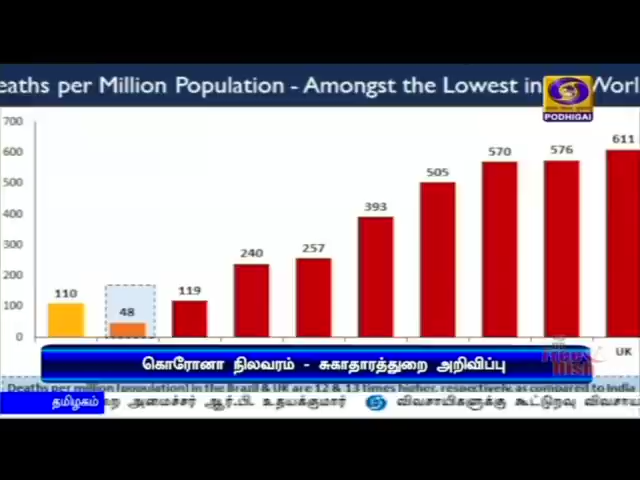 eaths per Million Population - Amongst the Lowest in Worl
PODHIGAI
700
600
500
400
300
200
100
0
110
48
119
240
257
393
505
570
576
611
UK
கொரோனா நிலவரம் - சுகாதாரத்துறை அறிவிப்பு
Deaths per million (population) in the Brazil & UK are 12 & 13 times higher, respectively, as compared to India
தமிழகம்
றை அமைச்சர் ஆர்.பி. உதயக்குமார் விவசாயிகளுக்கு கூட்டுறவு விவசாய